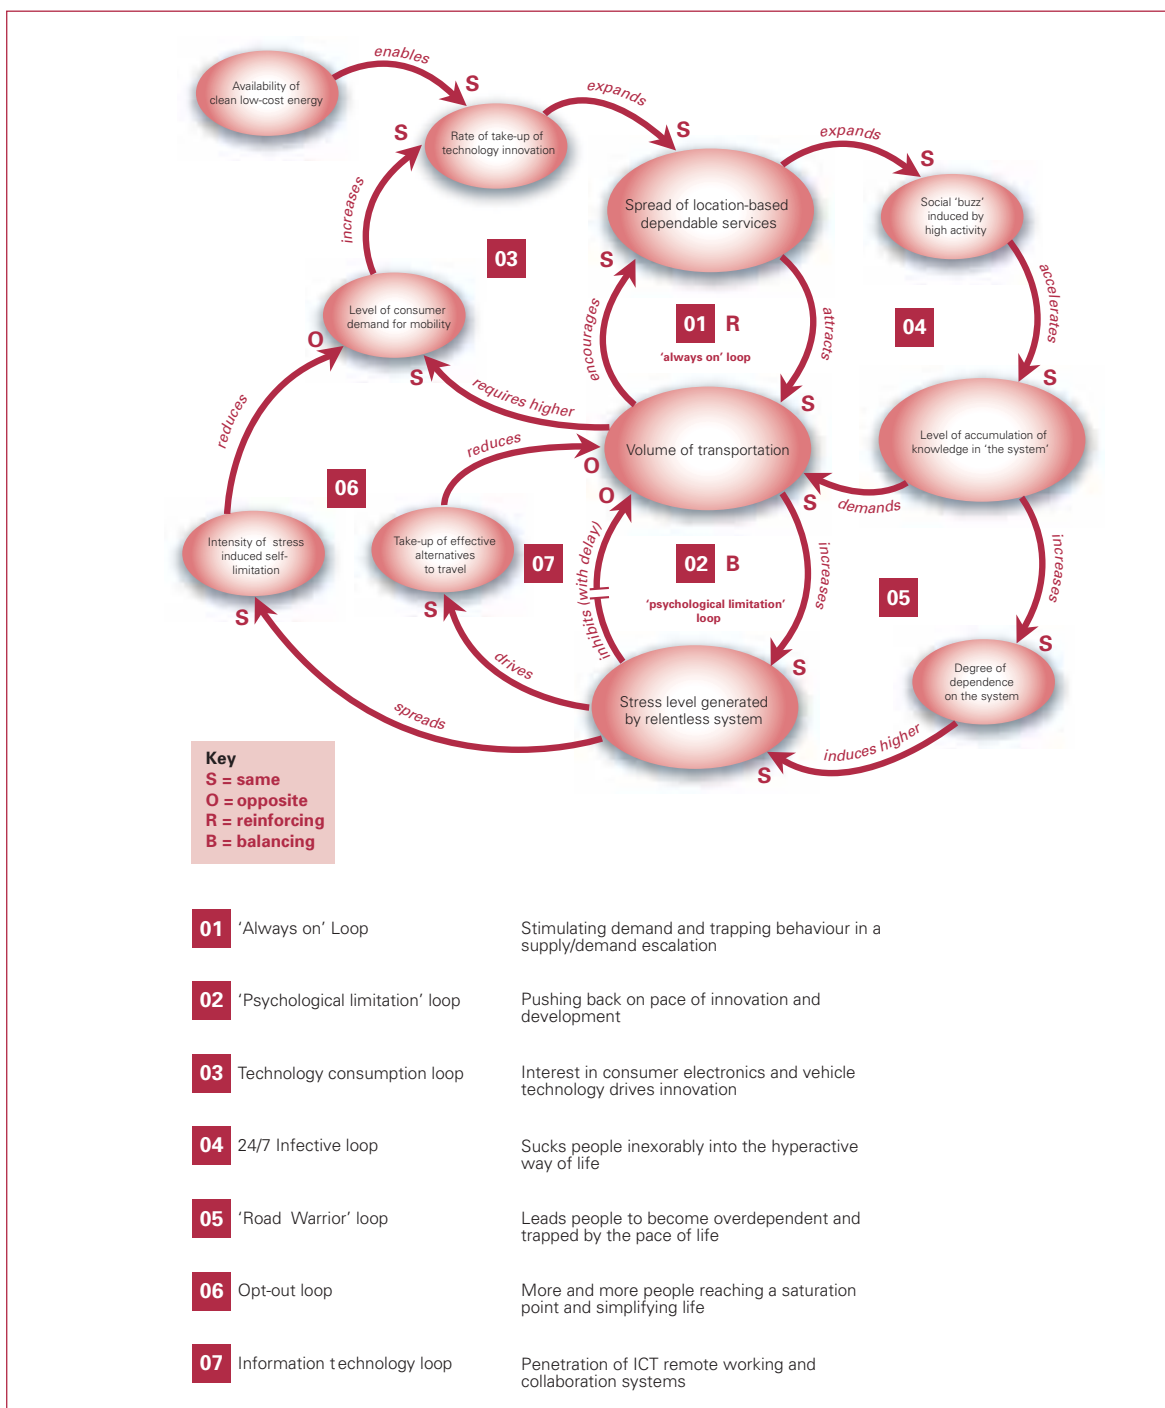 enables
S
Availability of
clean low-cost energy
S
Rate of take-up of
technology innovation
expands
S
expands
S
Spread of location-based
dependable services
Social ‘buzz’
induced by
high activity
increases
03
S
accelerates
Level of consumer
demand for mobility
encourages
01 R
‘always on’ loop
attracts
04
O
S
S
S
requires higher
reduces
reduces
Volume of transportation
Level of accumulation of
knowledge in ‘the system’
O
O
S
demands
06
Intensity of stress
induced self-
limitation
Take-up of effective
alternatives
to travel
07
inhibits (with delay)
02 B
‘psychological limitation’
loop
increases
increases
05
S
S
S
S
drives
spreads
Stress level generated
by relentless system
Degree of
dependence
on the system
induces higher
S
Key
S = same
O = opposite
R = reinforcing
B = balancing
01 ‘Always on’ Loop Stimulating demand and trapping behaviour in a
supply/demand escalation
02 ‘Psychological limitation’ loop Pushing back on pace of innovation and
development
03 Technology consumption loop Interest in consumer electronics and vehicle
technology drives innovation
04 24/7 Infective loop Sucks people inexorably into the hyperactive
way of life
05 ‘Road Warrior’ loop Leads people to become overdependent and
trapped by the pace of life
06 Opt-out loop More and more people reaching a saturation
point and simplifying life
07 Information technology loop Penetration of ICT remote working and
collaboration systems